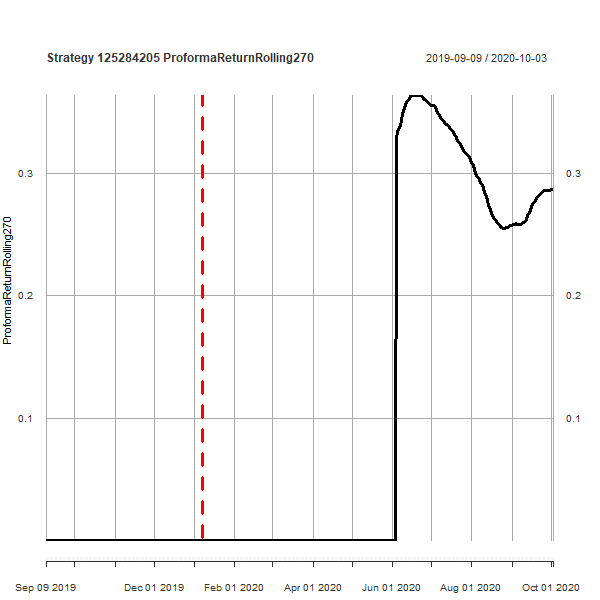 Strategy 125284205 ProformaReturnRolling270
2019-09-09 / 2020-10-03
ProformaReturnRolling270
0.3
0.3
0.2
0.2
0.1
0.1
Sep 09 2019
Dec 01 2019
Feb 01 2020
Apr 01 2020
Jun 01 2020
Aug 01 2020
Oct 01 2020